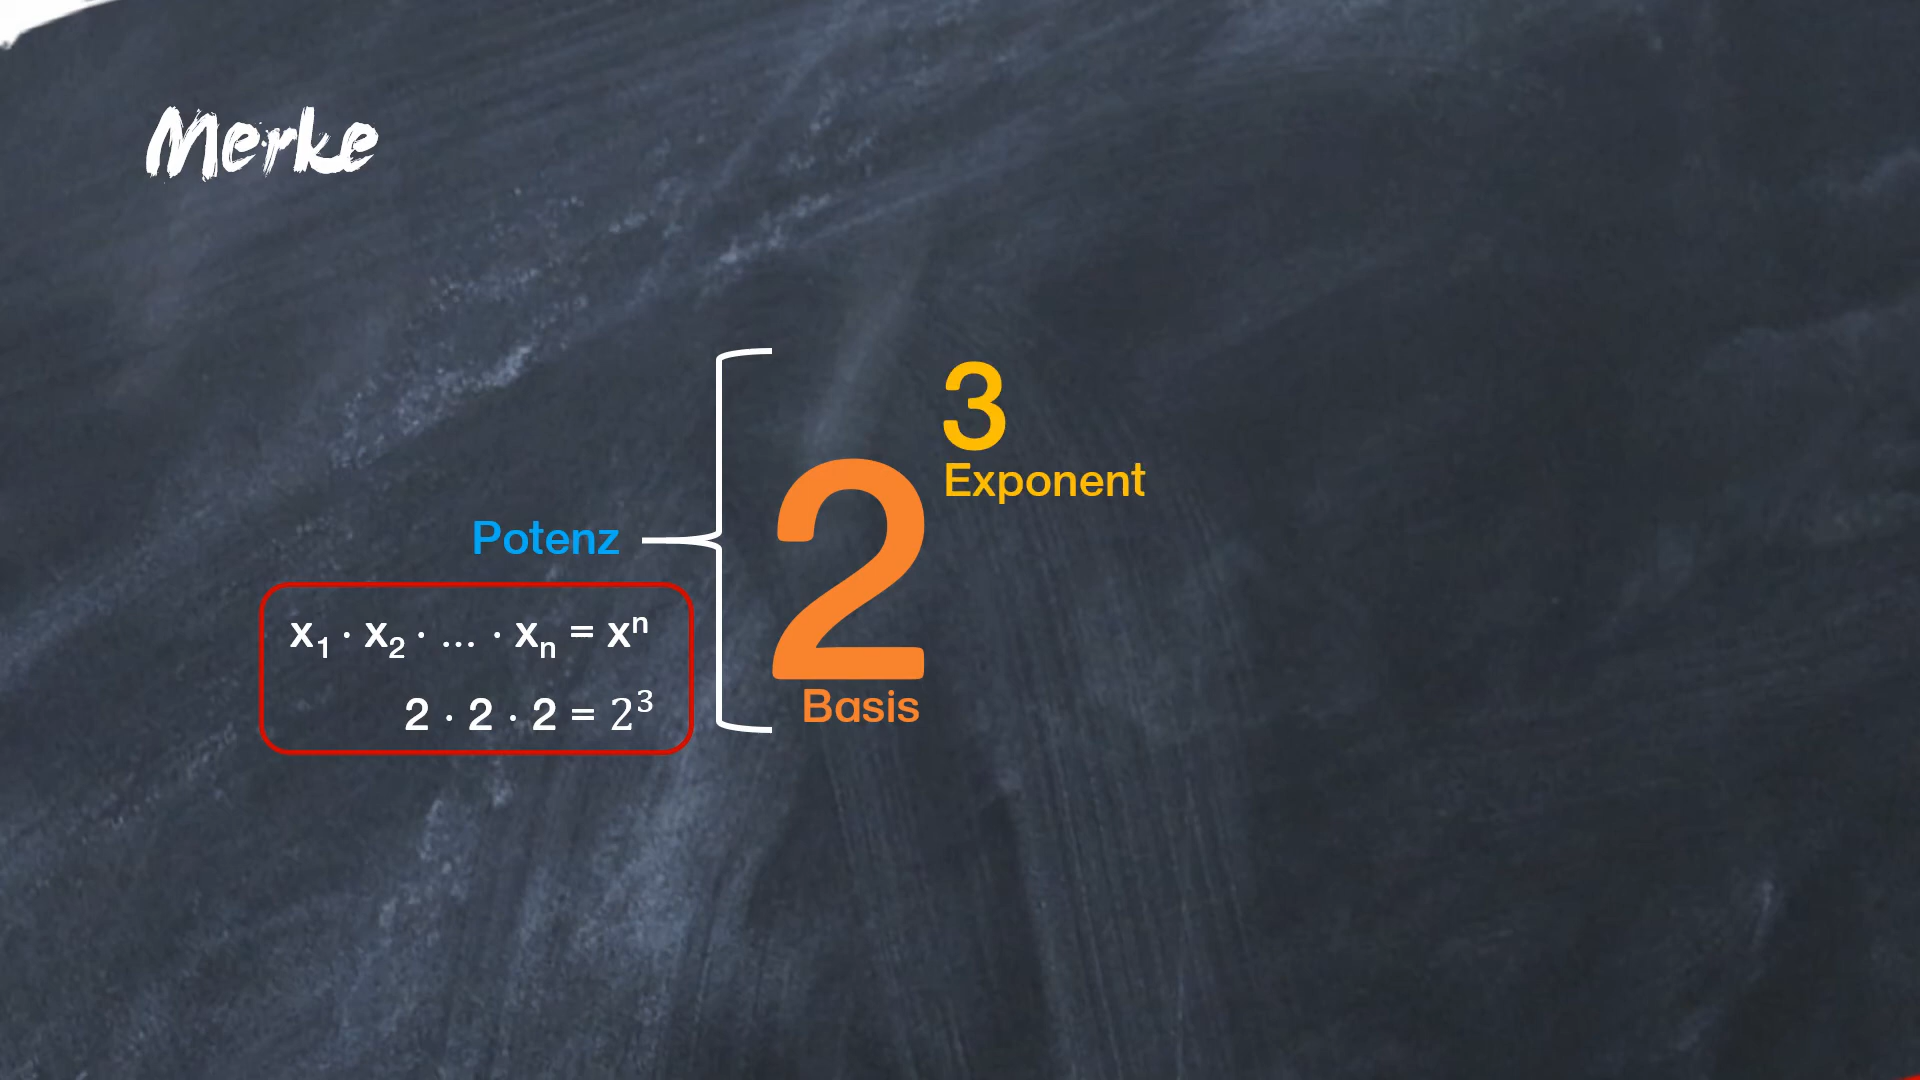 Merke
3
Exponent
2
Basis
Potenz
x₁ · x₂ · ... · xₙ = xⁿ
2 · 2 · 2 = 2³